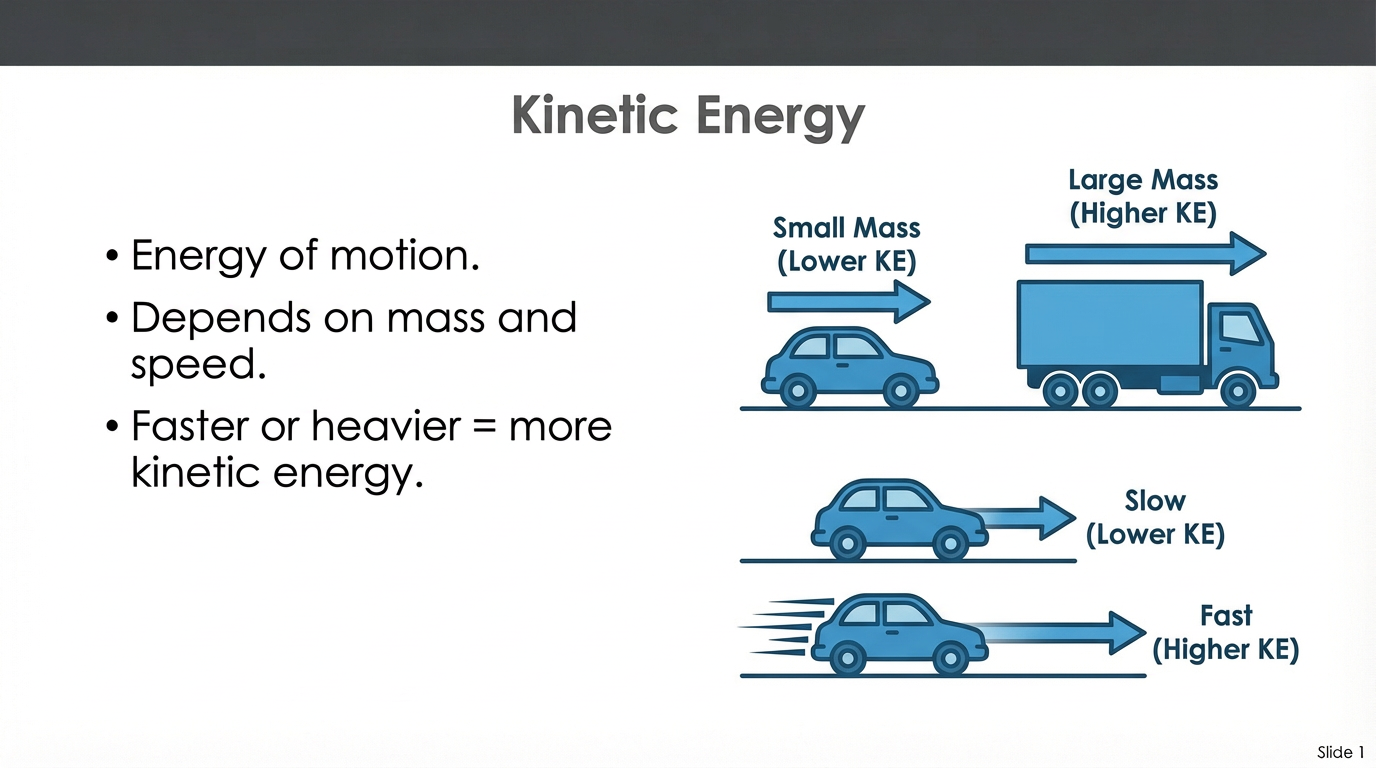 Kinetic Energy
• Energy of motion.
• Depends on mass and
speed.
• Faster or heavier = more
kinetic energy.
Small Mass
(Lower KE)
Large Mass
(Higher KE)
Slow
(Lower KE)
Fast
(Higher KE)
Slide 1